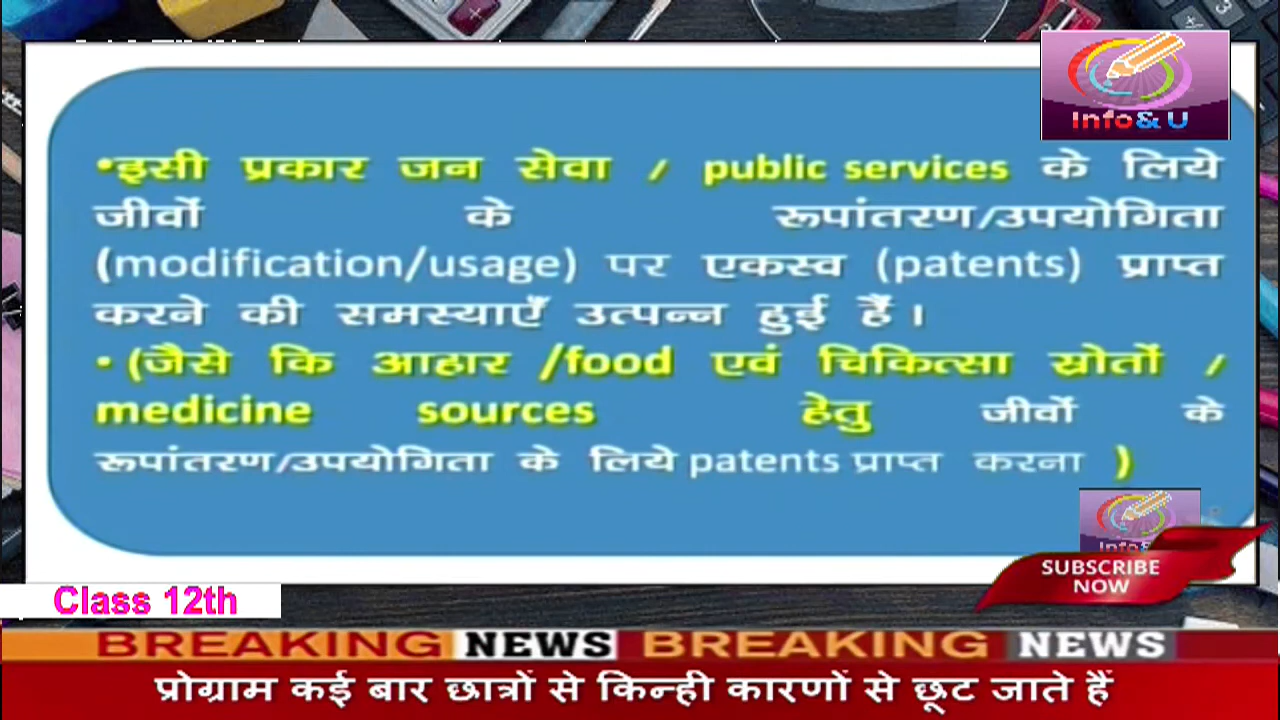 Info& U
•इसी प्रकार जन सेवा / public services के लिये
जीवों के रूपांतरण/उपयोगिता
(modification/usage) पर एकस्व (patents) प्राप्त
करने की समस्याएँ उत्पन्न हुई हैं ।
• (जैसे कि आहार /food एवं चिकित्सा स्रोतों /
medicine sources हेतु जीवों के
रूपांतरण/उपयोगिता के लिये patents प्राप्त करना )
SUBSCRIBE
NOW
Class 12th
BREAKING NEWS BREAKING NEWS
प्रोग्राम कई बार छात्रों से किन्ही कारणों से छूट जाते हैं